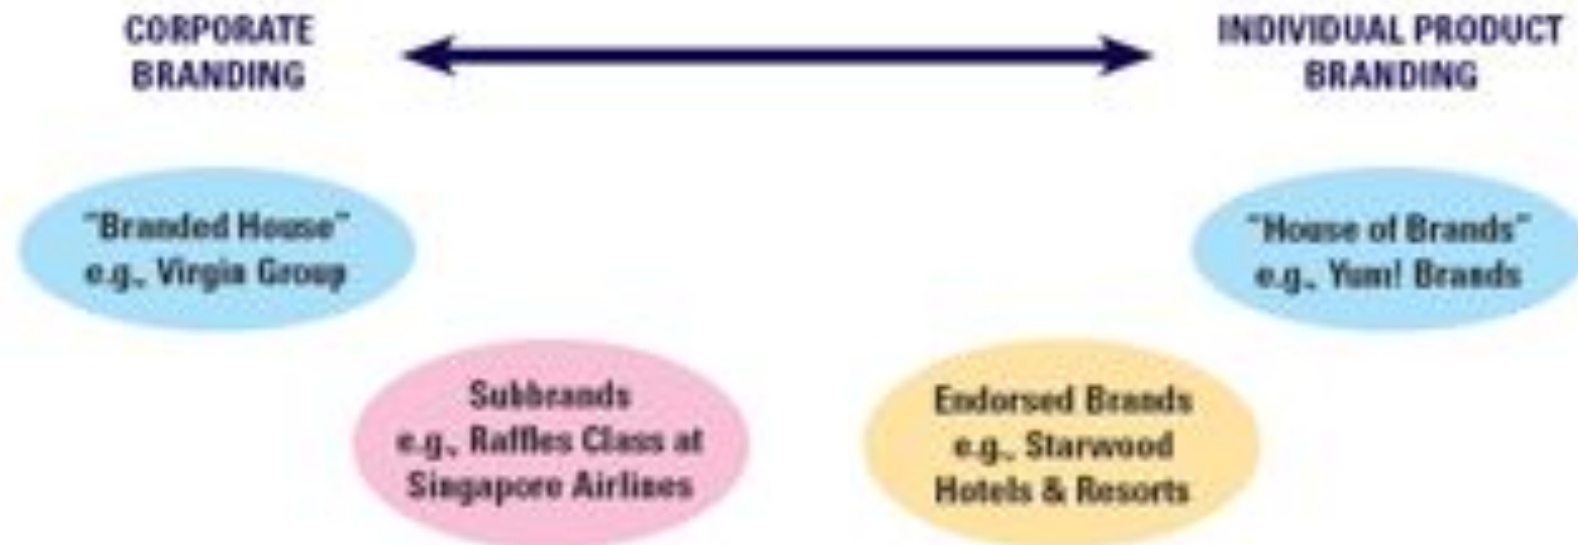 CORPORATE
BRANDING
INDIVIDUAL PRODUCT
BRANDING
"Branded House"
e.g., Virgin Group
"House of Brands"
e.g., Yum! Brands
Subbrands
e.g., Raffles Class at
Singapore Airlines
Endorsed Brands
e.g., Starwood
Hotels & Resorts